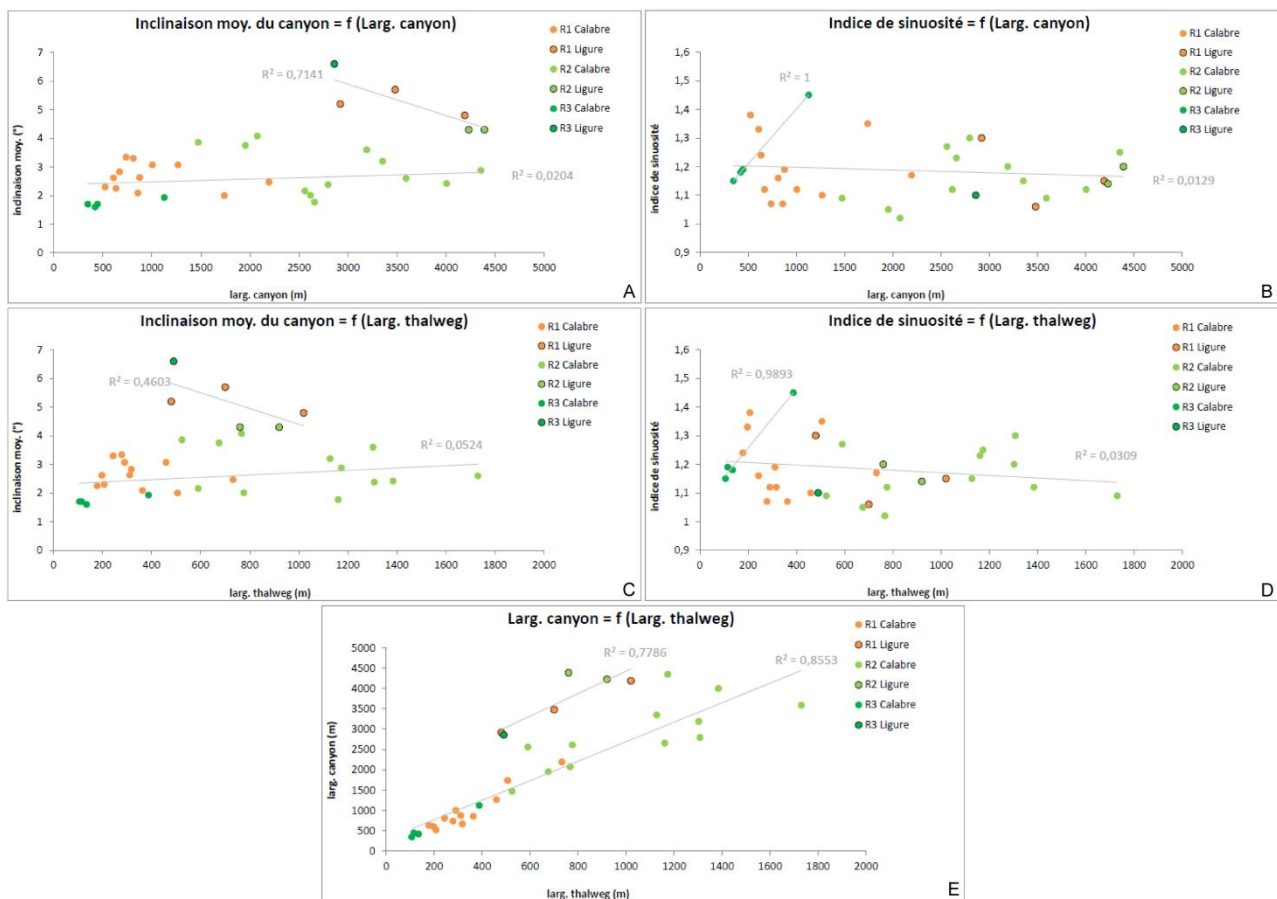 Inclinaison moy. du canyon = f (Larg. canyon)
7
6
5
4
3
2
1
0
inclinaison moy. (°)
R² = 0,7141
R² = 0,0204
0 500 1000 1500 2000 2500 3000 3500 4000 4500 5000
larg. canyon (m)
R1 Calabre
R1 Ligure
R2 Calabre
R2 Ligure
R3 Calabre
R3 Ligure
A
Indice de sinuosité = f (Larg. canyon)
1,6
1,5
1,4
1,3
1,2
1,1
1
0,9
indice de sinuosité
R² = 1
R² = 0,0129
0 500 1000 1500 2000 2500 3000 3500 4000 4500 5000
larg. canyon (m)
R1 Calabre
R1 Ligure
R2 Calabre
R2 Ligure
R3 Calabre
R3 Ligure
B
Inclinaison moy. du canyon = f (Larg. thalweg)
7
6
5
4
3
2
1
0
inclinaison moy. (°)
R² = 0,4603
R² = 0,0524
0 200 400 600 800 1000 1200 1400 1600 1800 2000
larg. thalweg (m)
R1 Calabre
R1 Ligure
R2 Calabre
R2 Ligure
R3 Calabre
R3 Ligure
C
Indice de sinuosité = f (Larg. thalweg)
1,6
1,5
1,4
1,3
1,2
1,1
1
0,9
indice de sinuosité
R² = 0,9893
R² = 0,0309
0 200 400 600 800 1000 1200 1400 1600 1800 2000
larg. thalweg (m)
R1 Calabre
R1 Ligure
R2 Calabre
R2 Ligure
R3 Calabre
R3 Ligure
D
Larg. canyon = f (Larg. thalweg)
5000
4500
4000
3500
3000
2500
2000
1500
1000
500
0
larg. canyon (m)
R² = 0,7786
R² = 0,8553
0 200 400 600 800 1000 1200 1400 1600 1800 2000
larg. thalweg (m)
R1 Calabre
R1 Ligure
R2 Calabre
R2 Ligure
R3 Calabre
R3 Ligure
E